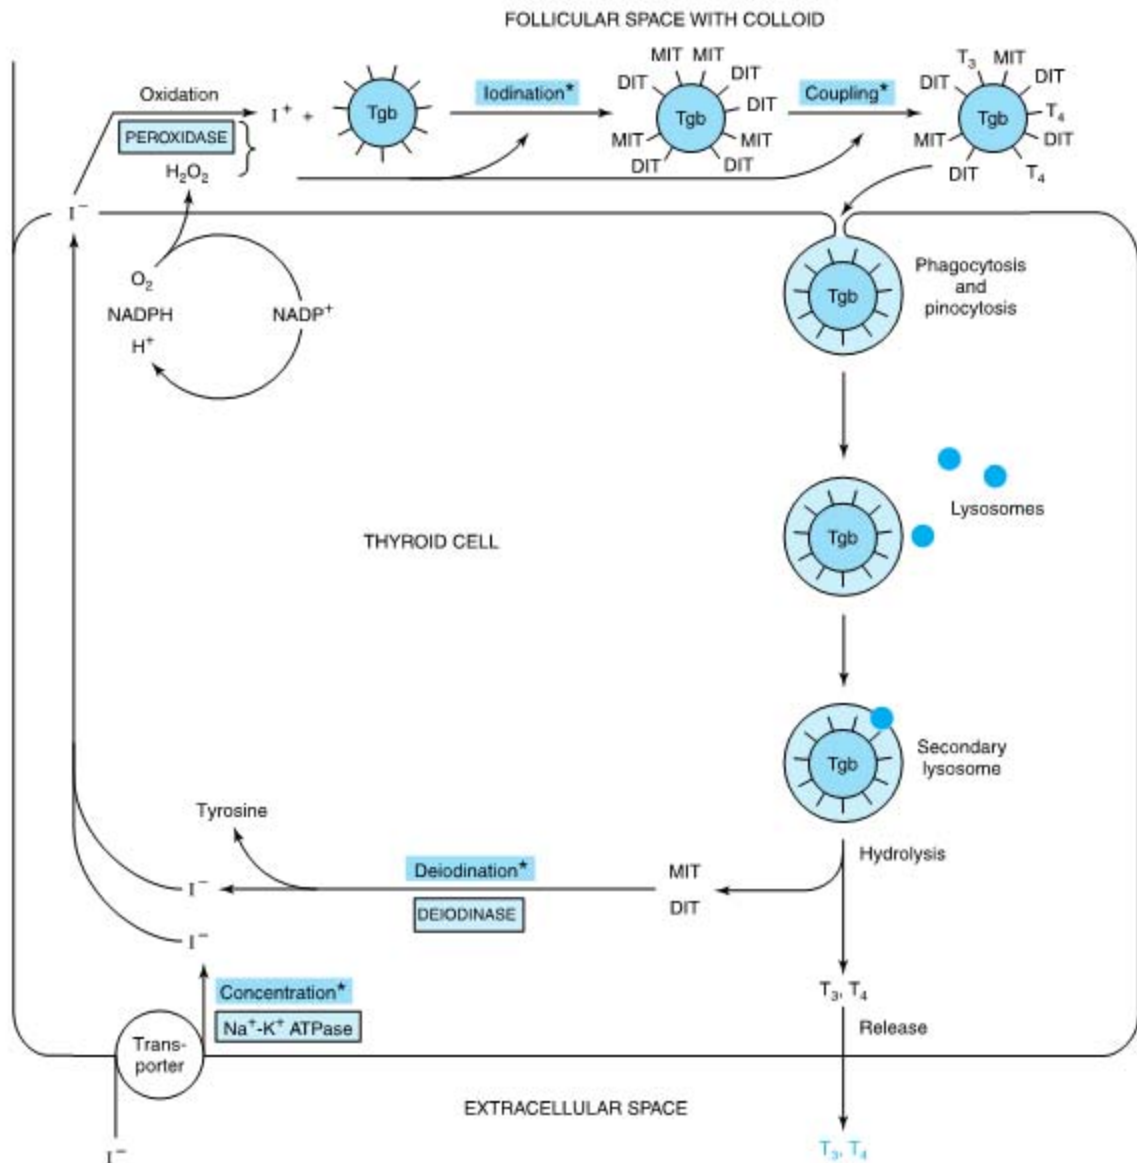 FOLLICULAR SPACE WITH COLLOID
Oxidation
PEROXIDASE
H₂O₂
I⁺ +
Tgb
Iodination*
MIT MIT
DIT
DIT
DIT
Tgb
MIT
MIT
DIT
DIT
Coupling*
T₃
MIT
DIT
DIT
T₄
Tgb
MIT
DIT
DIT
T₄
I⁻
O₂
NADPH
H⁺
NADP⁺
Tgb
Phagocytosis
and
pinocytosis
THYROID CELL
Tgb
Lysosomes
Tgb
Secondary
lysosome
Hydrolysis
Tyrosine
I⁻
Deiodination*
DEIODINASE
MIT
DIT
I⁻
Concentration*
Na⁺-K⁺ ATPase
Trans-
porter
T₃, T₄
Release
EXTRACELLULAR SPACE
I⁻
T₃, T₄